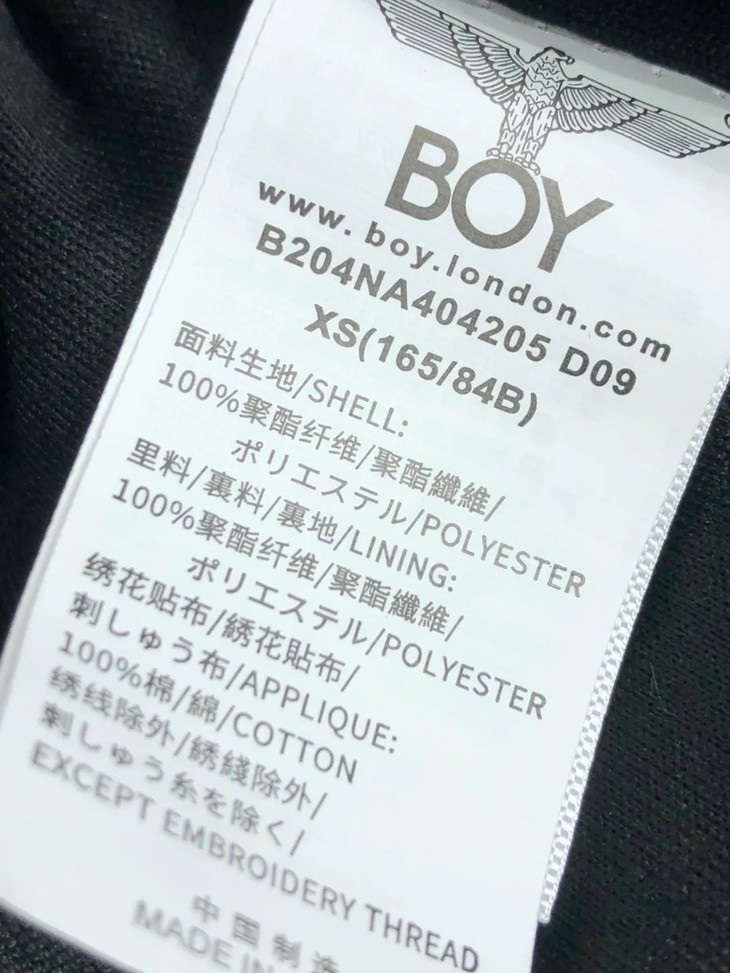 BOY
www.boy.london.com
B204NA404205 D09
XS(165/84B)
面料生地/SHELL:
100%聚酯纤维/聚酯纖維/
ポリエステル/POLYESTER
里料/裏料/裏地/LINING:
100%聚酯纤维/聚酯纖維/
ポリエステル/POLYESTER
绣花贴布/綉花貼布/
刺しゅう布/APPLIQUE:
100%棉/綿/COTTON
绣线除外/綉綫除外/
刺しゅう糸を除く/
EXCEPT EMBROIDERY THREAD
中国制造
MADE IN